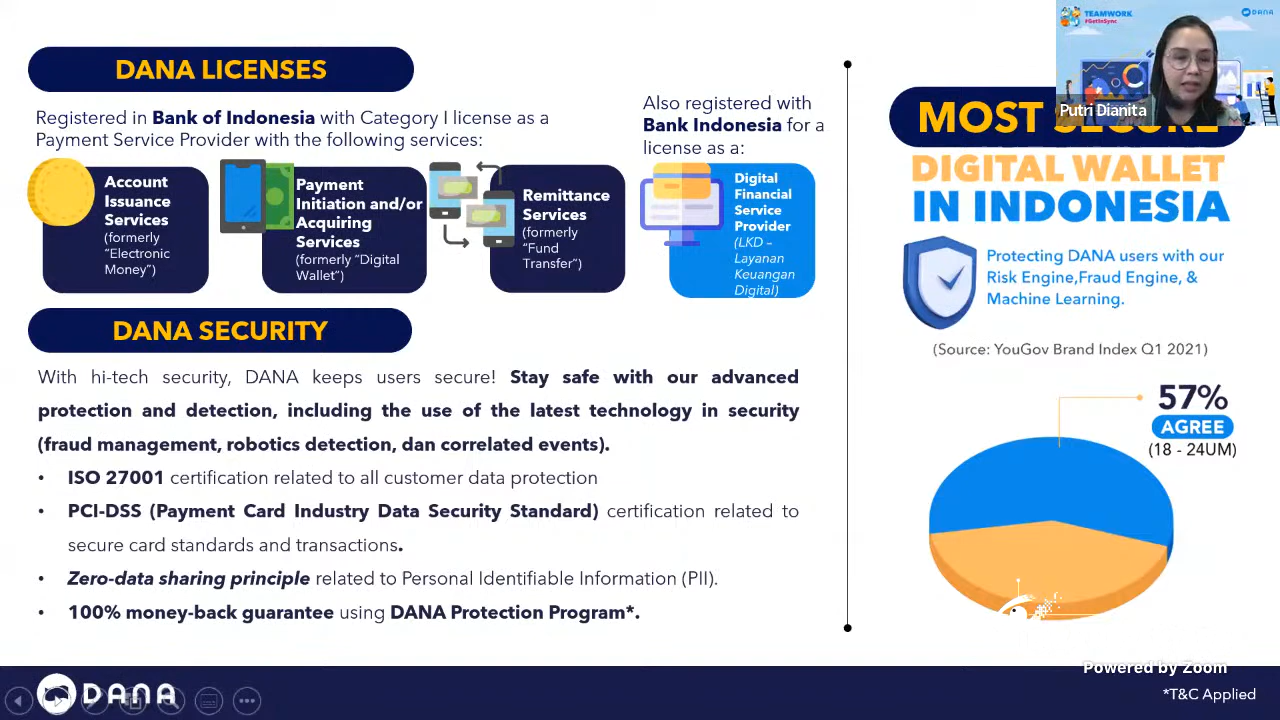 DANA LICENSES
Registered in Bank of Indonesia with Category I license as a
Payment Service Provider with the following services:
Account
Issuance
Services
(formerly
“Electronic
Money”)
Payment
Initiation and/or
Acquiring
Services
(formerly “Digital
Wallet”)
Remittance
Services
(formerly
“Fund
Transfer”)
Also registered with
Bank Indonesia for a
license as a:
Digital
Financial
Service
Provider
(LKD –
Layanan
Keuangan
Digital)
DANA SECURITY
With hi-tech security, DANA keeps users secure! Stay safe with our advanced
protection and detection, including the use of the latest technology in security
(fraud management, robotics detection, dan correlated events).
• ISO 27001 certification related to all customer data protection
• PCI-DSS (Payment Card Industry Data Security Standard) certification related to
secure card standards and transactions.
• Zero-data sharing principle related to Personal Identifiable Information (PII).
• 100% money-back guarantee using DANA Protection Program*.
TEAMWORK
#GetInSync
DANA
Putri Dianita
MOST SECURE
DIGITAL WALLET
IN INDONESIA
Protecting DANA users with our
Risk Engine,Fraud Engine, &
Machine Learning.
(Source: YouGov Brand Index Q1 2021)
57%
AGREE
(18 - 24UM)
Powered by Zoom
DANA
*T&C Applied